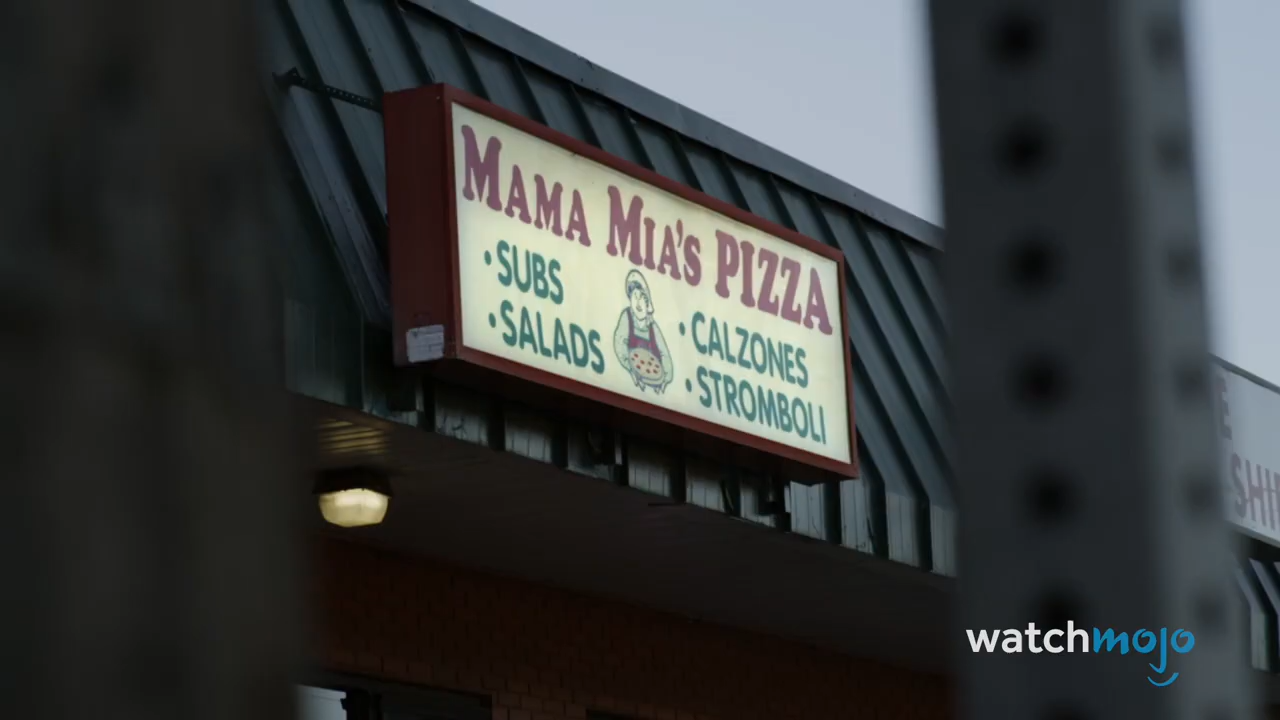 MAMA MIA'S PIZZA
• SUBS
• SALADS
• CALZONES
• STROMBOLI
watchmojo